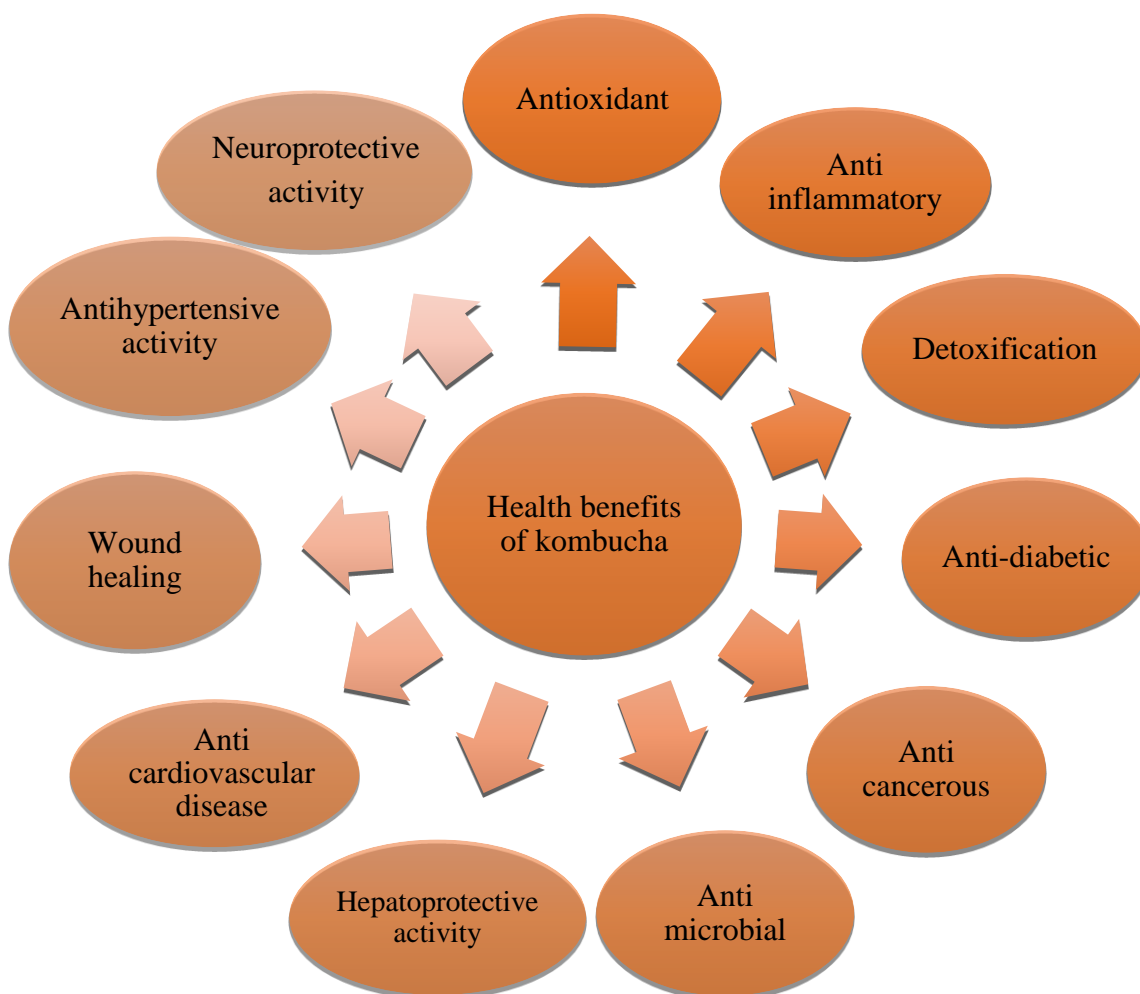 Antioxidant
Anti
inflammatory
Detoxification
Anti-diabetic
Anti
cancerous
Anti
microbial
Hepatoprotective
activity
Anti
cardiovascular
disease
Wound
healing
Antihypertensive
activity
Neuroprotective
activity
Health benefits
of kombucha